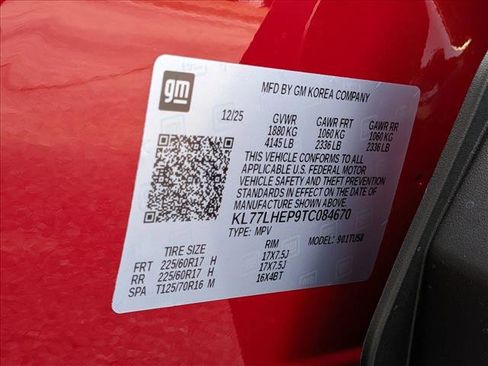 gm
MFD BY GM KOREA COMPANY
12/25 GVWR GAWR FRT GAWR RR
1880 KG 1060 KG 1060 KG
4145 LB 2336 LB 2336 LB
THIS VEHICLE CONFORMS TO ALL
APPLICABLE U.S. FEDERAL MOTOR
VEHICLE SAFETY AND THEFT PREVENTION
STANDARDS IN EFFECT ON THE DATE OF
MANUFACTURE SHOWN ABOVE.
KL77LHEP9TC084670
TYPE: MPV MODEL:
TIRE SIZE RIM
FRT 225/60R17 H 17X7.5J
RR 225/60R17 H 17X7.5J
SPA T125/70R16 M 16X4BT